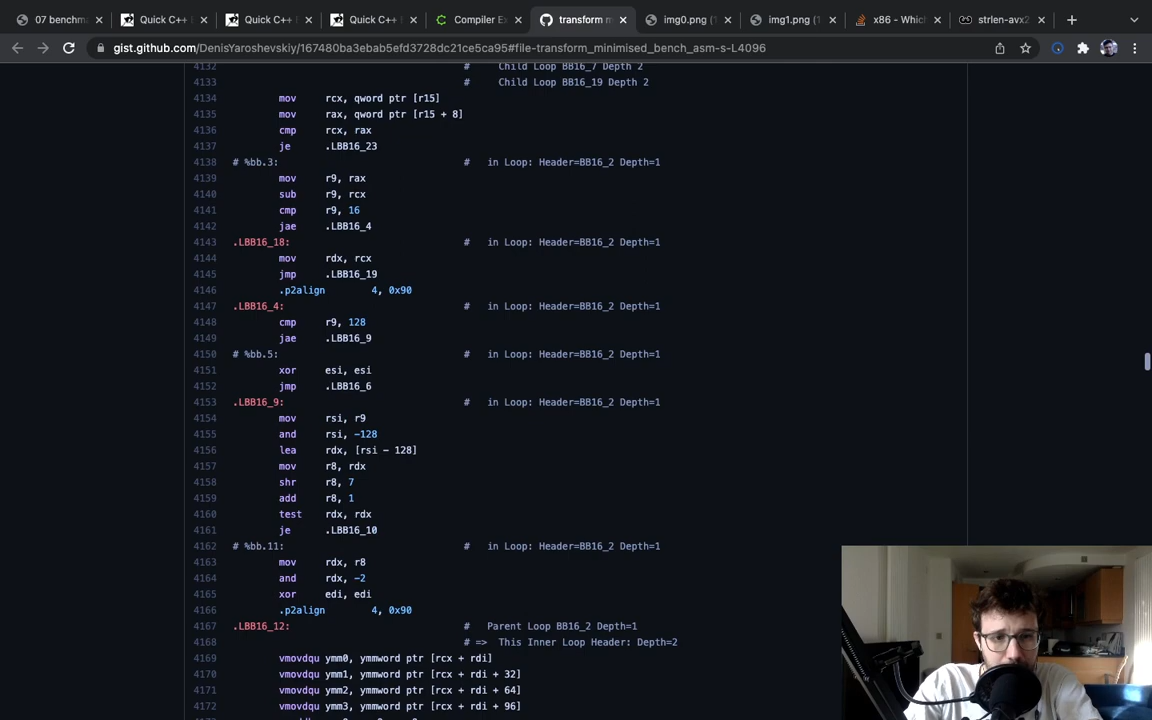 07 benchma
Quick C++
Quick C++
Quick C++
Compiler Ex
transform m
img0.png (
img1.png (
x86 - Whic
strlen-avx2
gist.github.com/DenisYaroshevskiy/167480ba3ebab5efd3728dc21ce5ca95#file-transform_minimised_bench_asm-s-L4096
4132 # Child Loop BB16_7 Depth 2
4133 # Child Loop BB16_19 Depth 2
4134 mov rcx, qword ptr [r15]
4135 mov rax, qword ptr [r15 + 8]
4136 cmp rcx, rax
4137 je .LBB16_23
4138 # %bb.3: # in Loop: Header=BB16_2 Depth=1
4139 mov r9, rax
4140 sub r9, rcx
4141 cmp r9, 16
4142 jae .LBB16_4
4143 .LBB16_18: # in Loop: Header=BB16_2 Depth=1
4144 mov rdx, rcx
4145 jmp .LBB16_19
4146 .p2align 4, 0x90
4147 .LBB16_4: # in Loop: Header=BB16_2 Depth=1
4148 cmp r9, 128
4149 jae .LBB16_9
4150 # %bb.5: # in Loop: Header=BB16_2 Depth=1
4151 xor esi, esi
4152 jmp .LBB16_6
4153 .LBB16_9: # in Loop: Header=BB16_2 Depth=1
4154 mov rsi, r9
4155 and rsi, -128
4156 lea rdx, [rsi - 128]
4157 mov r8, rdx
4158 shr r8, 7
4159 add r8, 1
4160 test rdx, rdx
4161 je .LBB16_10
4162 # %bb.11: # in Loop: Header=BB16_2 Depth=1
4163 mov rdx, r8
4164 and rdx, -2
4165 xor edi, edi
4166 .p2align 4, 0x90
4167 .LBB16_12: # Parent Loop BB16_2 Depth=1
4168 # => This Inner Loop Header: Depth=2
4169 vmovdqu ymm0, ymmword ptr [rcx + rdi]
4170 vmovdqu ymm1, ymmword ptr [rcx + rdi + 32]
4171 vmovdqu ymm2, ymmword ptr [rcx + rdi + 64]
4172 vmovdqu ymm3, ymmword ptr [rcx + rdi + 96]